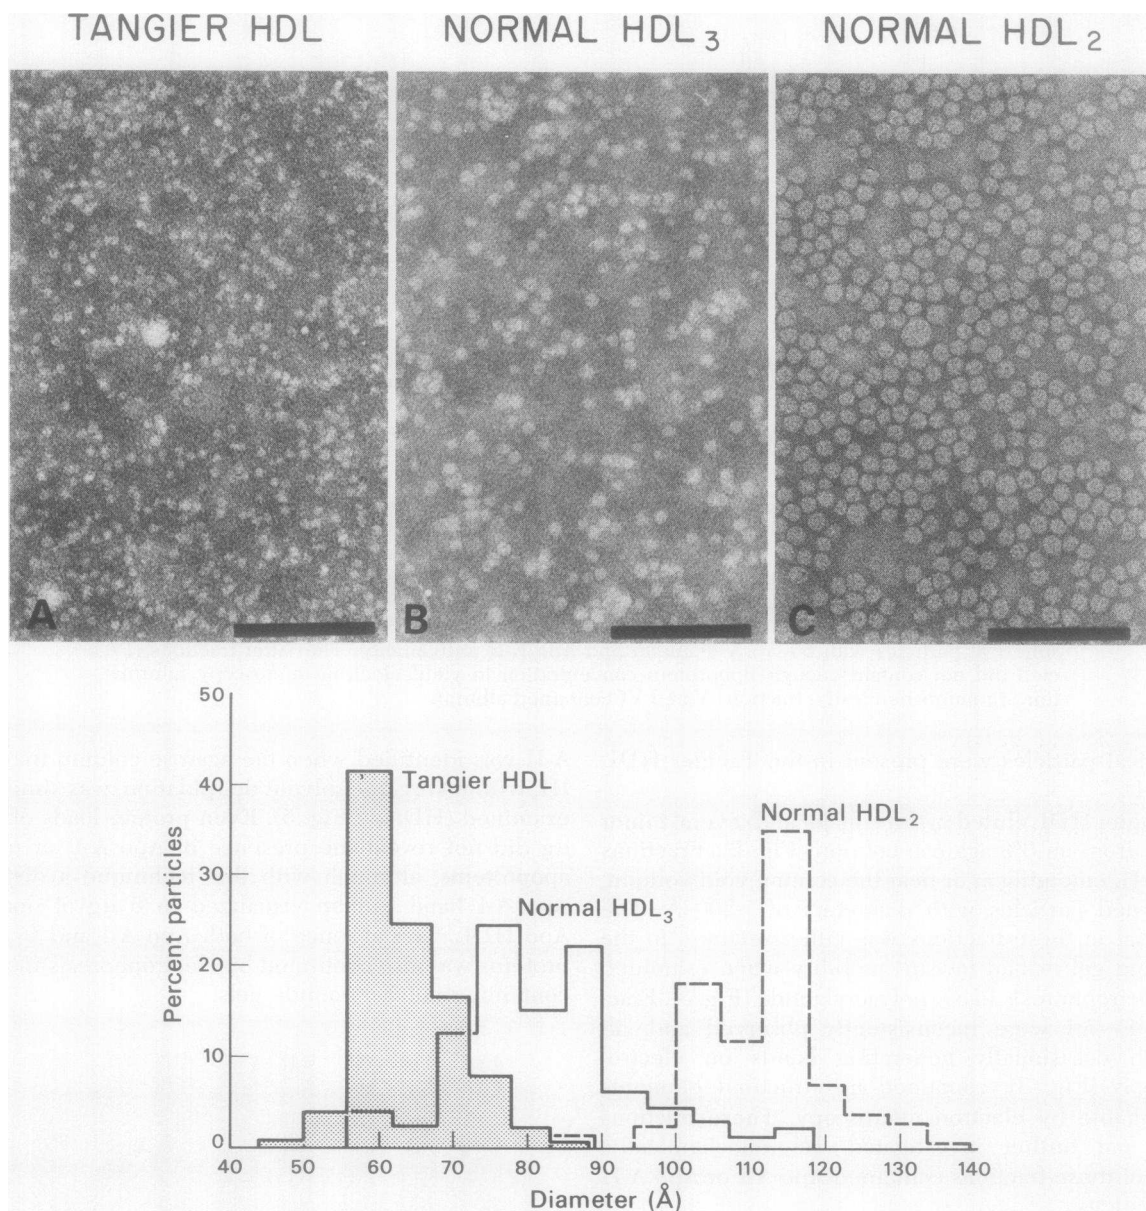 TANGIER HDL NORMAL HDL₃ NORMAL HDL₂
A B C
50
40
30
20
10
0
Percent particles
Tangier HDL
Normal HDL₃
Normal HDL₂
40 50 60 70 80 90 100 110 120 130 140
Diameter (Å)